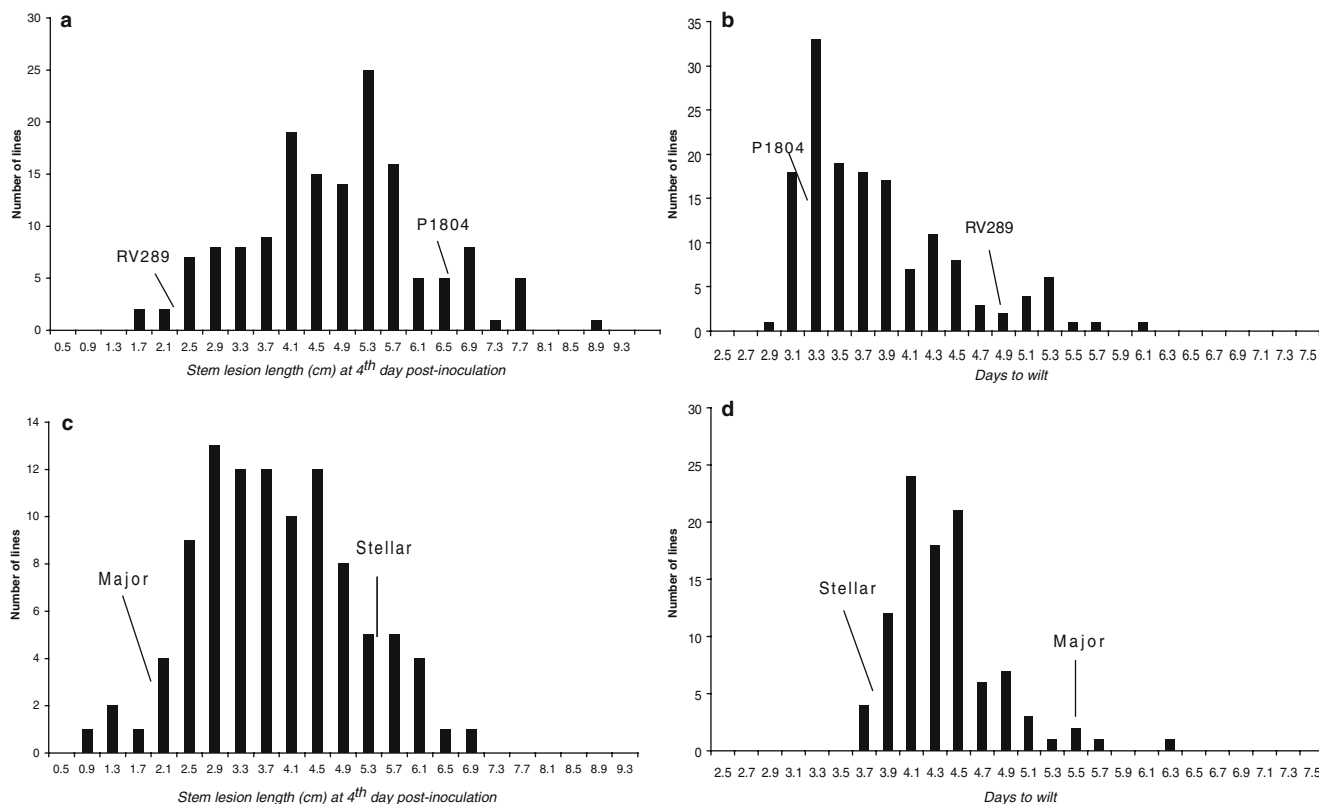 a
30
25
20
15
10
5
0
Number of lines
RV289
P1804
0.5 0.9 1.3 1.7 2.1 2.5 2.9 3.3 3.7 4.1 4.5 4.9 5.3 5.7 6.1 6.5 6.9 7.3 7.7 8.1 8.5 8.9 9.3
Stem lesion length (cm) at 4th day post-inoculation
b
35
30
25
20
15
10
5
0
Number of lines
P1804
RV289
2.5 2.7 2.9 3.1 3.3 3.5 3.7 3.9 4.1 4.3 4.5 4.7 4.9 5.1 5.3 5.5 5.7 5.9 6.1 6.3 6.5 6.7 6.9 7.1 7.3 7.5
Days to wilt
c
14
12
10
8
6
4
2
0
Number of lines
Major
Stellar
0.5 0.9 1.3 1.7 2.1 2.5 2.9 3.3 3.7 4.1 4.5 4.9 5.3 5.7 6.1 6.5 6.9 7.3 7.7 8.1 8.5 8.9 9.3
Stem lesion length (cm) at 4th day post-inoculation
d
30
25
20
15
10
5
0
Number of lines
Stellar
Major
2.5 2.7 2.9 3.1 3.3 3.5 3.7 3.9 4.1 4.3 4.5 4.7 4.9 5.1 5.3 5.5 5.7 5.9 6.1 6.3 6.5 6.7 6.9 7.1 7.3 7.5
Days to wilt